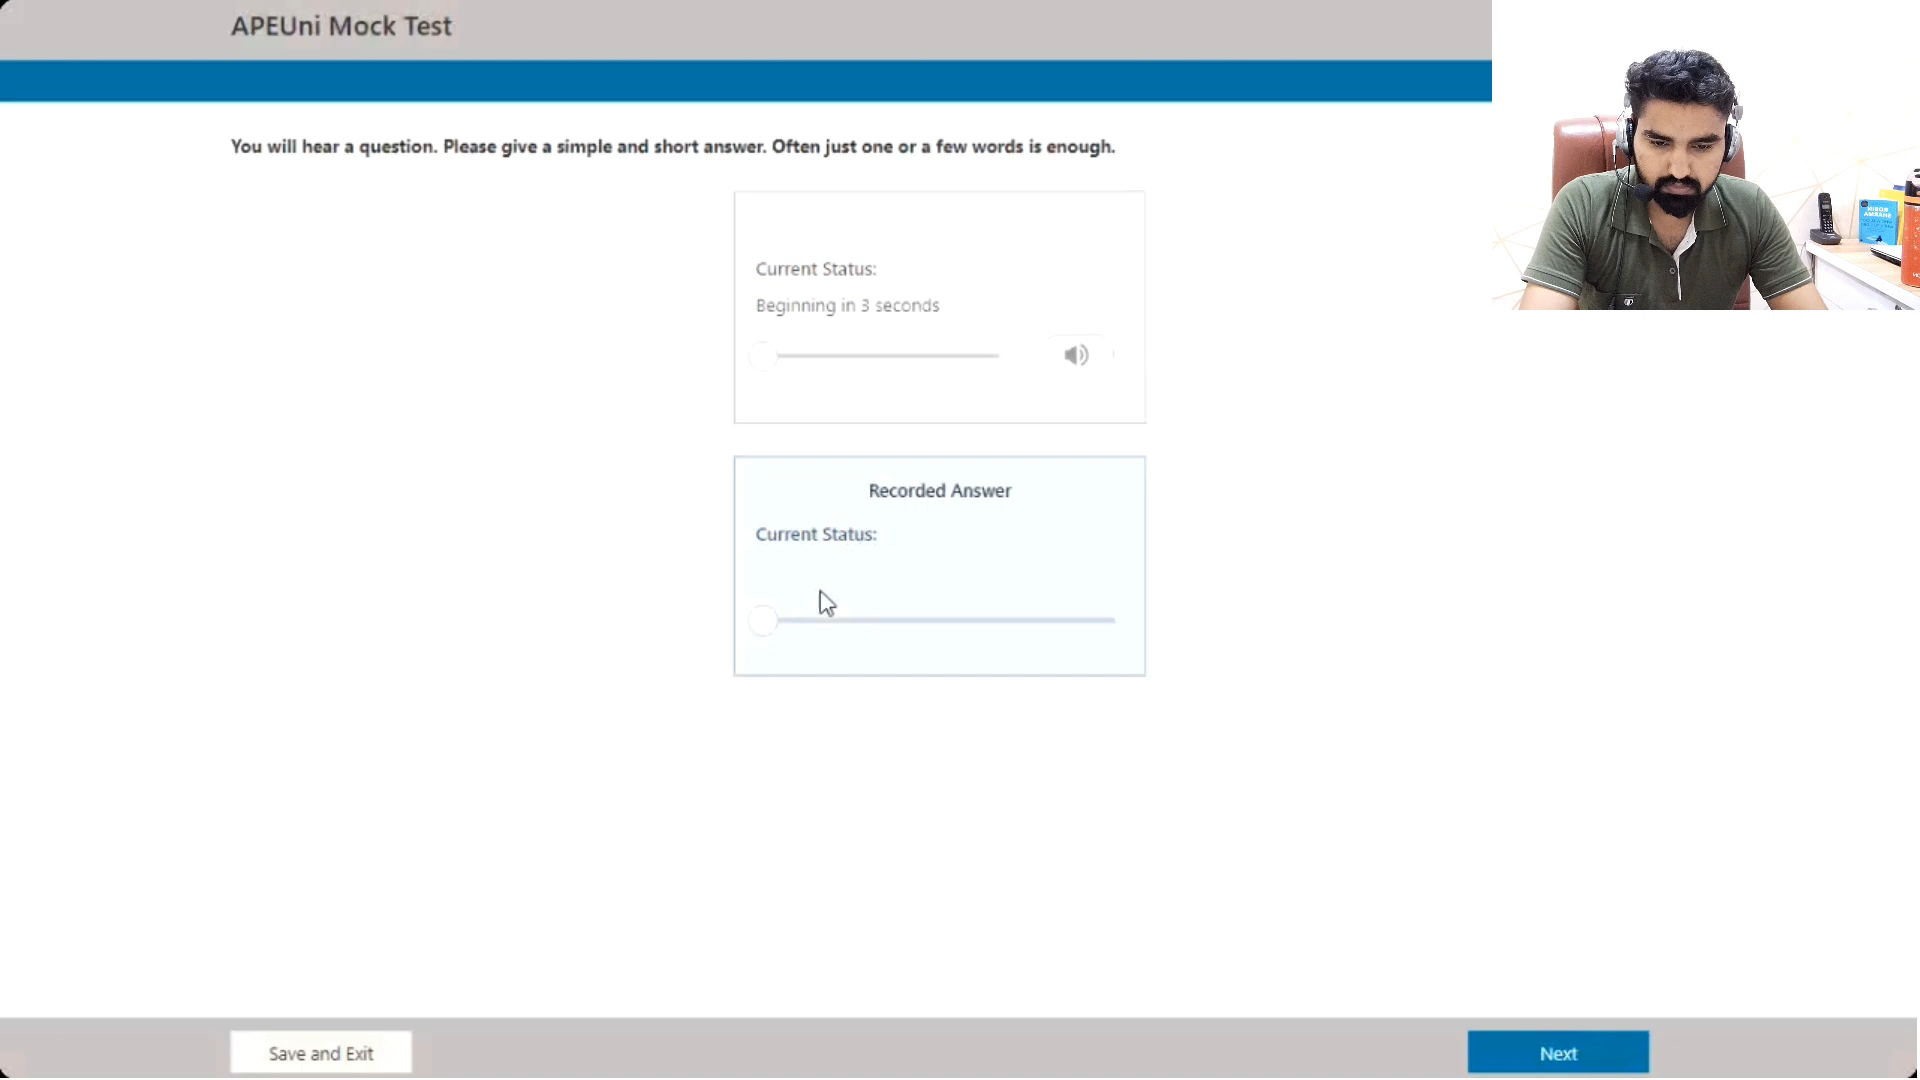 APEUni Mock Test
You will hear a question. Please give a simple and short answer. Often just one or a few words is enough.
Current Status:
Beginning in 3 seconds
Recorded Answer
Current Status:
Save and Exit
Next